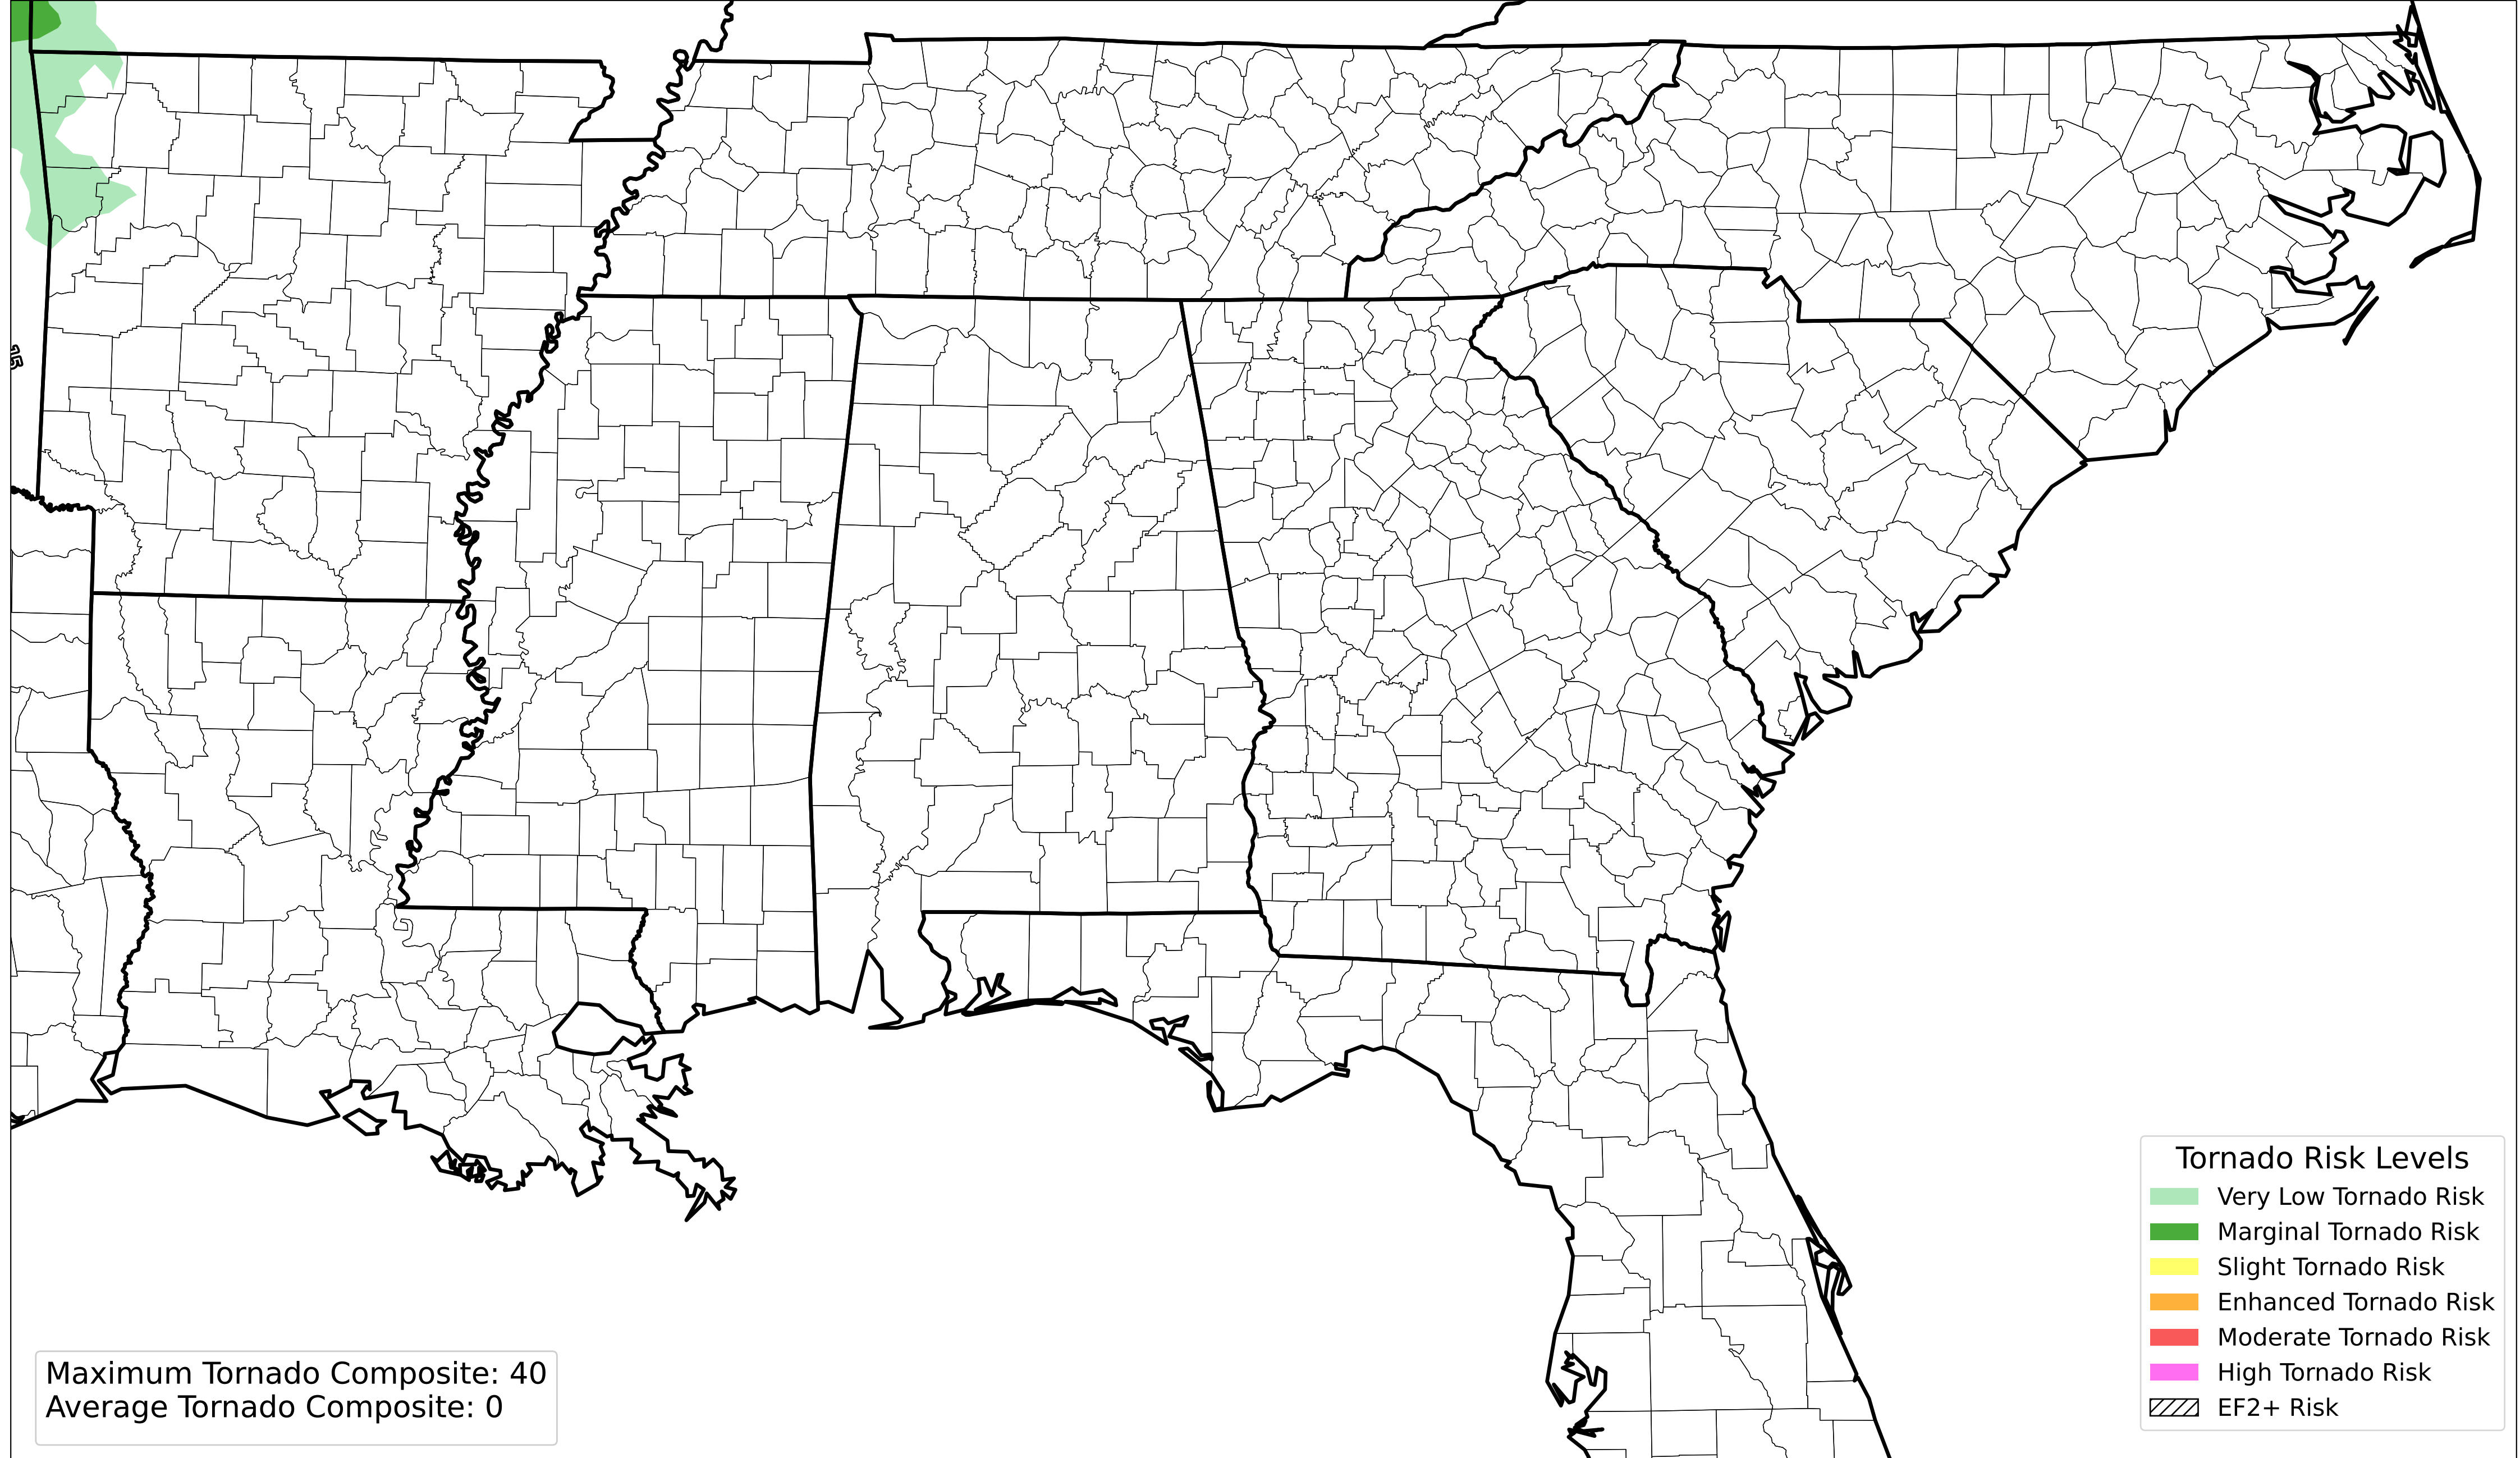 Tornado Risk Levels
Very Low Tornado Risk
Marginal Tornado Risk
Slight Tornado Risk
Enhanced Tornado Risk
Moderate Tornado Risk
High Tornado Risk
EF2+ Risk
Maximum Tornado Composite: 40
Average Tornado Composite: 0